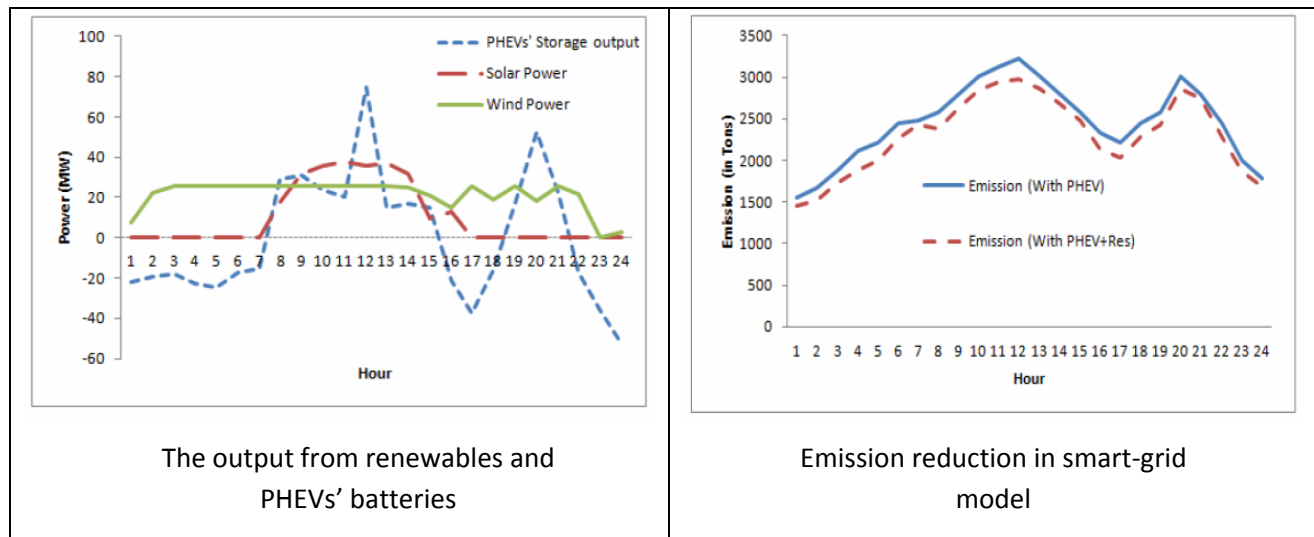 100
80
60
40
20
0
-20
-40
-60
Power (MW)
PHEVs' Storage output
Solar Power
Wind Power
1 2 3 4 5 6 7 8 9 10 11 12 13 14 15 16 17 18 19 20 21 22 23 24
Hour
The output from renewables and
PHEVs’ batteries
3500
3000
2500
2000
1500
1000
500
0
Emission (in Tons)
Emission (With PHEV)
Emission (With PHEV+Res)
1 2 3 4 5 6 7 8 9 10 11 12 13 14 15 16 17 18 19 20 21 22 23 24
Hour
Emission reduction in smart-grid
model